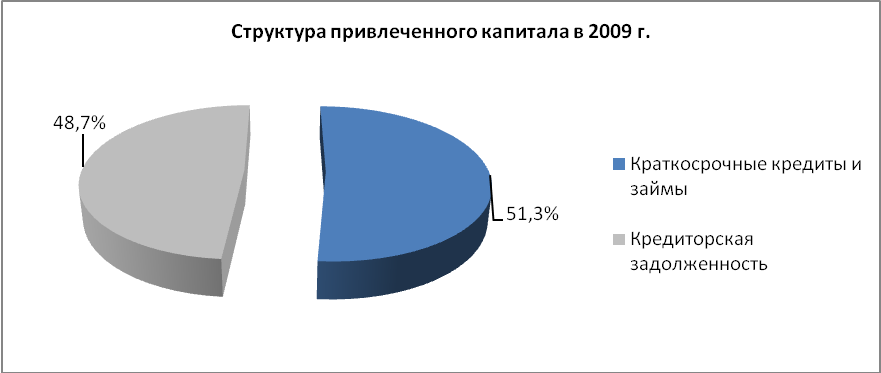 Структура привлеченного капитала в 2009 г.
48,7%
51,3%
Краткосрочные кредиты и
займы
Кредиторская
задолженность